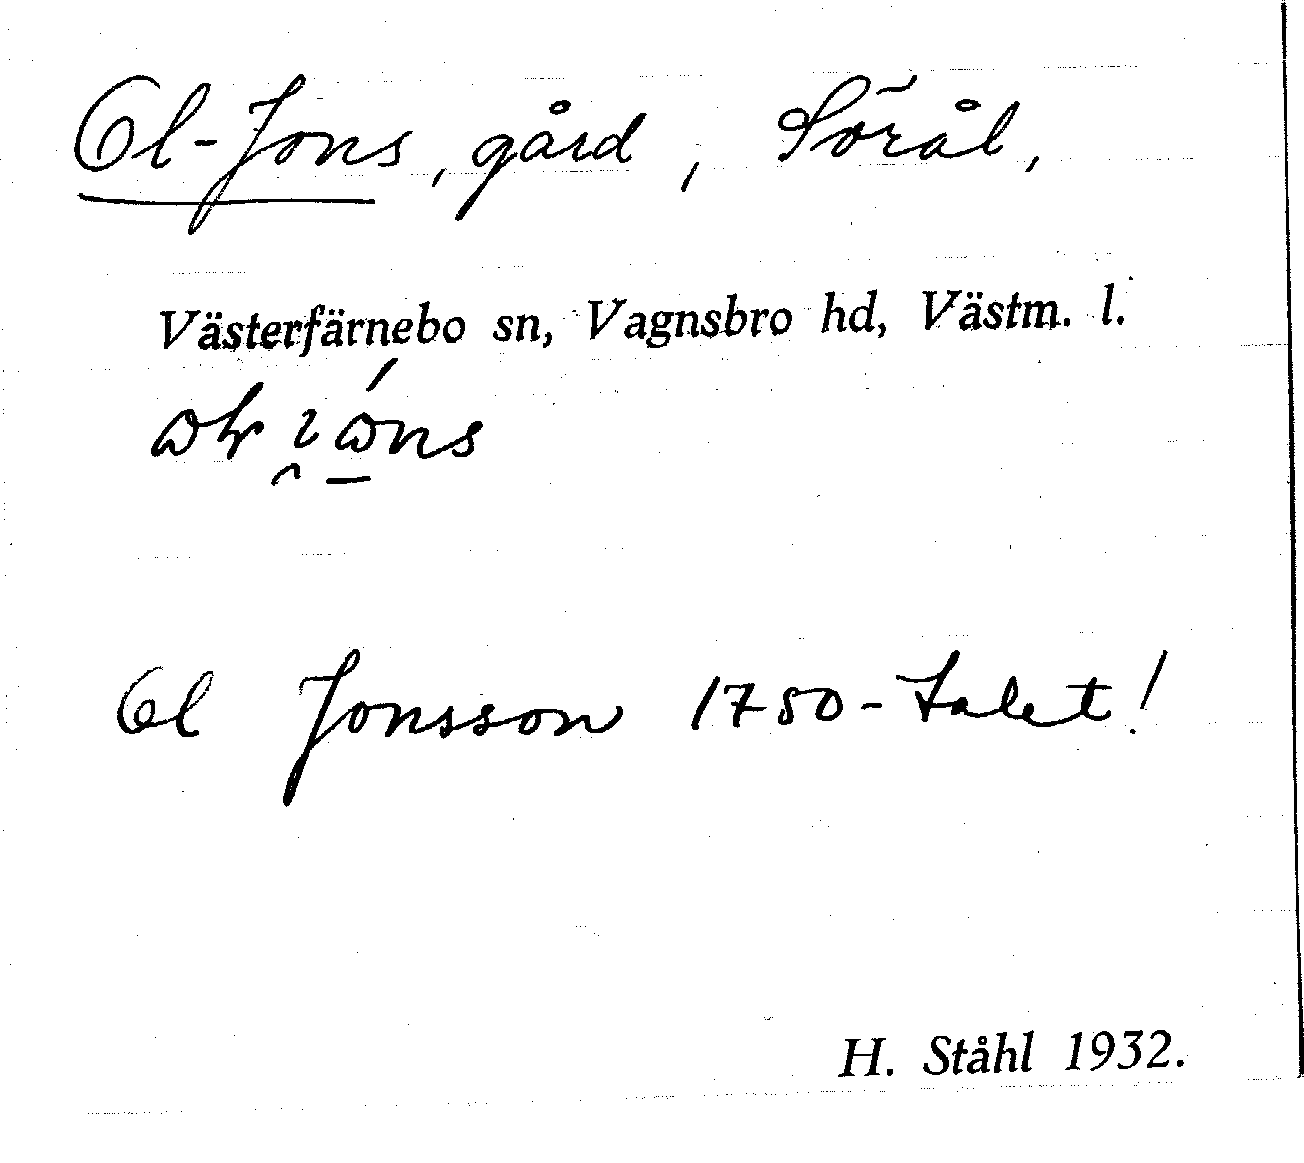 Ol-Jons, gård, Sörål,
Västerfärnebo sn, Vagnsbro hd, Västm. l.
Ol Jonsson 1750-talet!
H. Ståhl 1932.